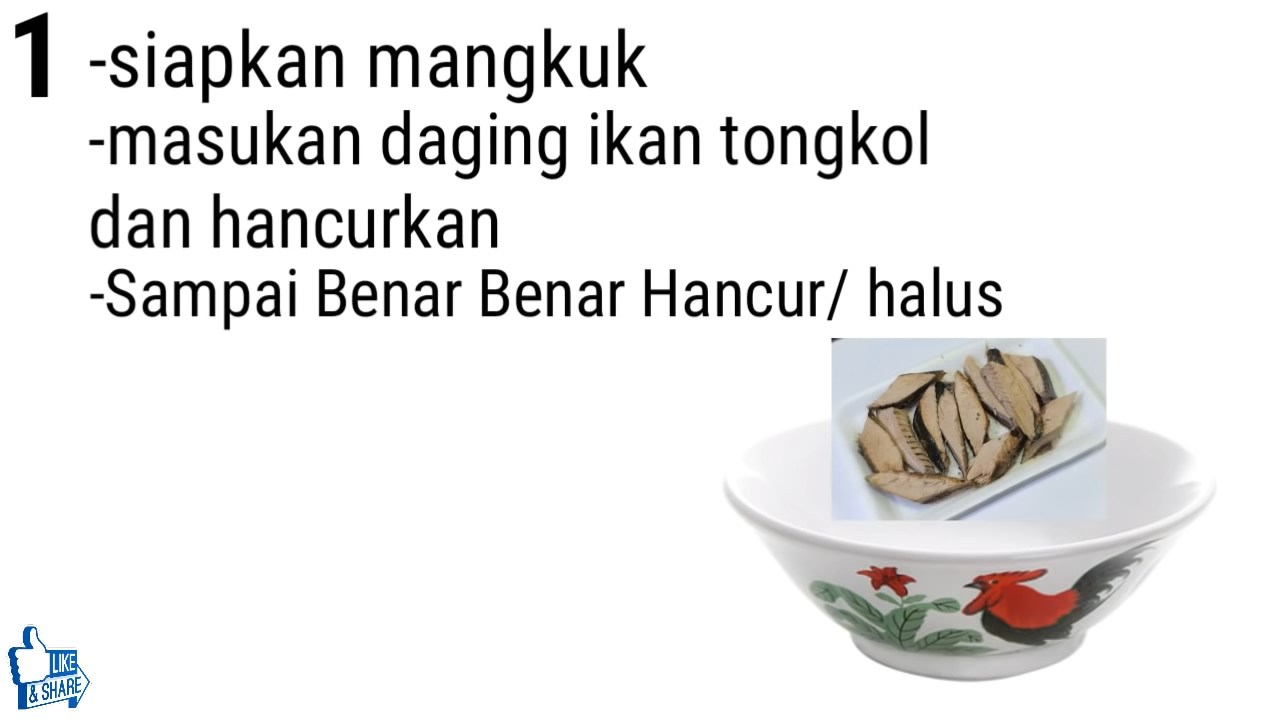 1 -siapkan mangkuk
-masukan daging ikan tongkol
dan hancurkan
-Sampai Benar Benar Hancur/ halus
LIKE
& SHARE